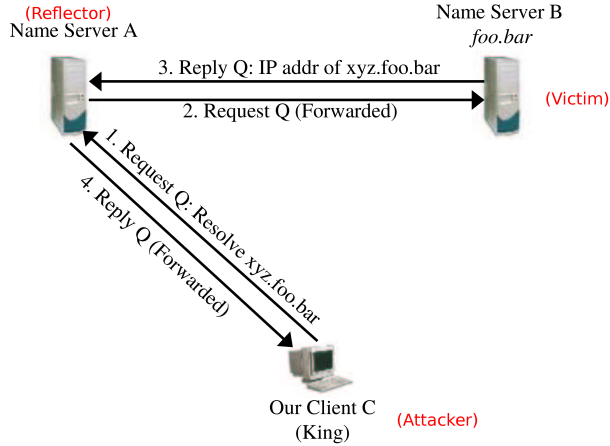 (Reflector)
Name Server A
Name Server B
foo.bar
3. Reply Q: IP addr of xyz.foo.bar
2. Request Q (Forwarded)
(Victim)
1. Request Q: Resolve xyz.foo.bar
4. Reply Q (Forwarded)
Our Client C
(King)
(Attacker)